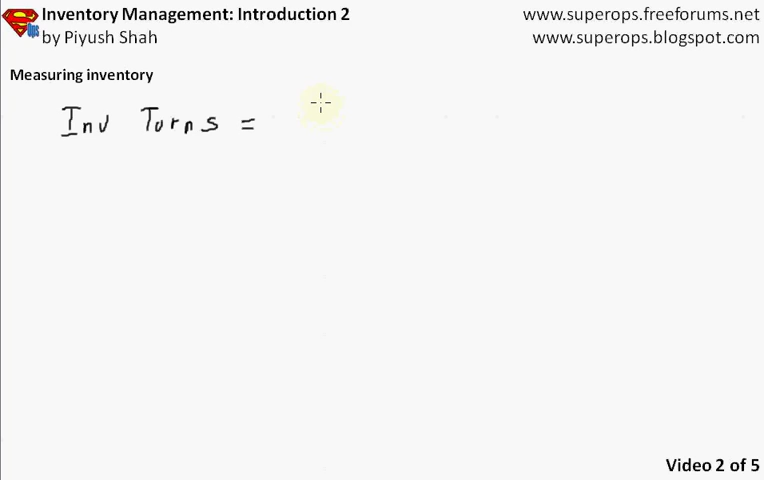 Inventory Management: Introduction 2
by Piyush Shah
www.superops.freeforums.net
www.superops.blogspot.com
Measuring inventory
Inv Turns =
Video 2 of 5